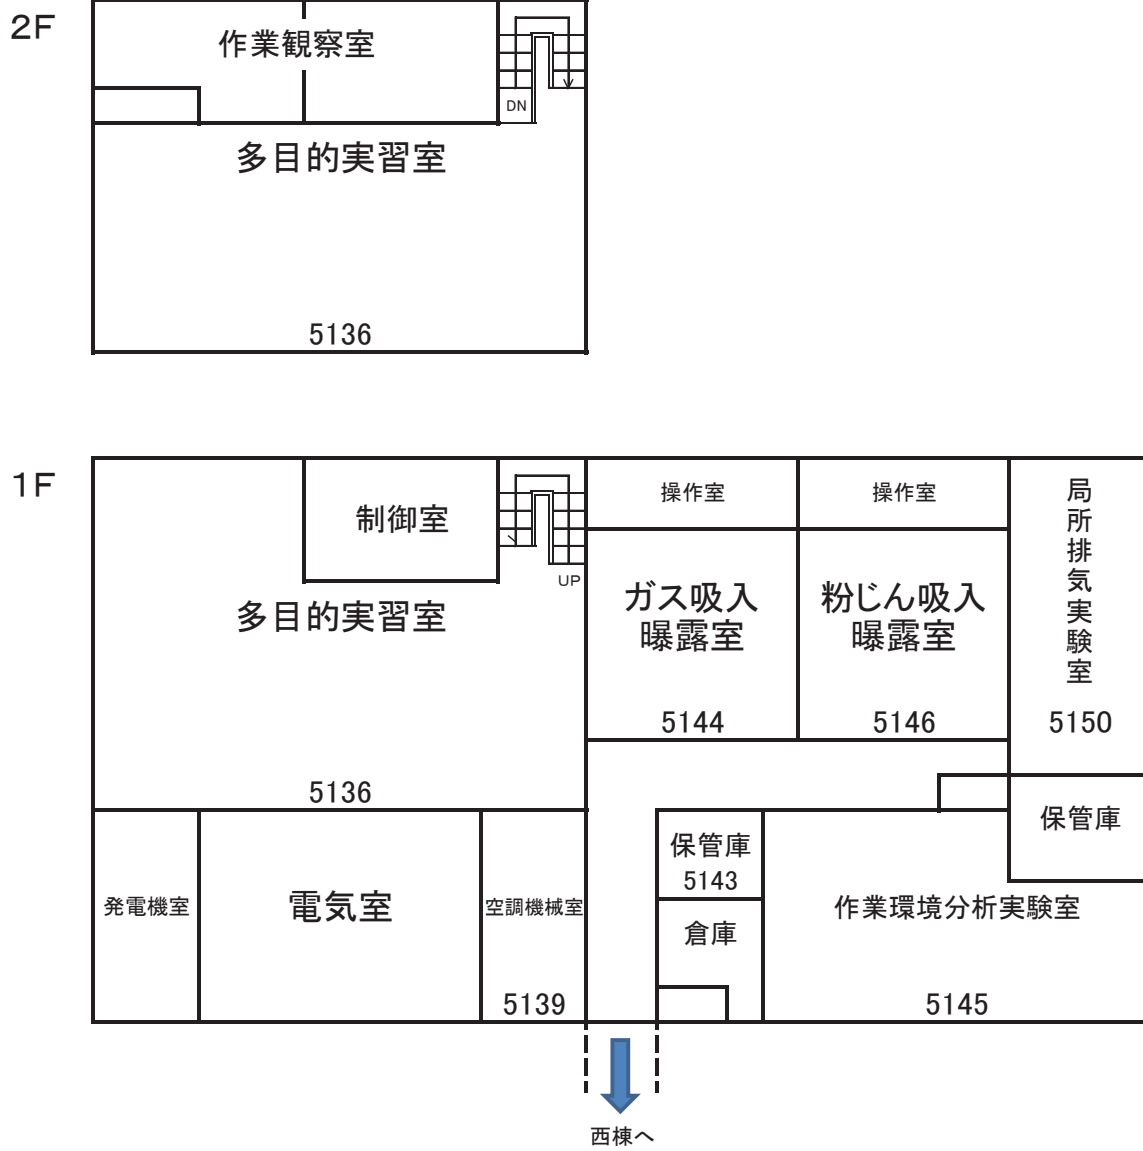 2F
作業観察室
DN
多目的実習室
5136
1F
制御室
UP
多目的実習室
5136
操作室
ガス吸入
曝露室
5144
操作室
粉じん吸入
曝露室
5146
局所排気実験室
5150
保管庫
発電機室
電気室
空調機械室
5139
保管庫
5143
倉庫
作業環境分析実験室
5145
西棟へ